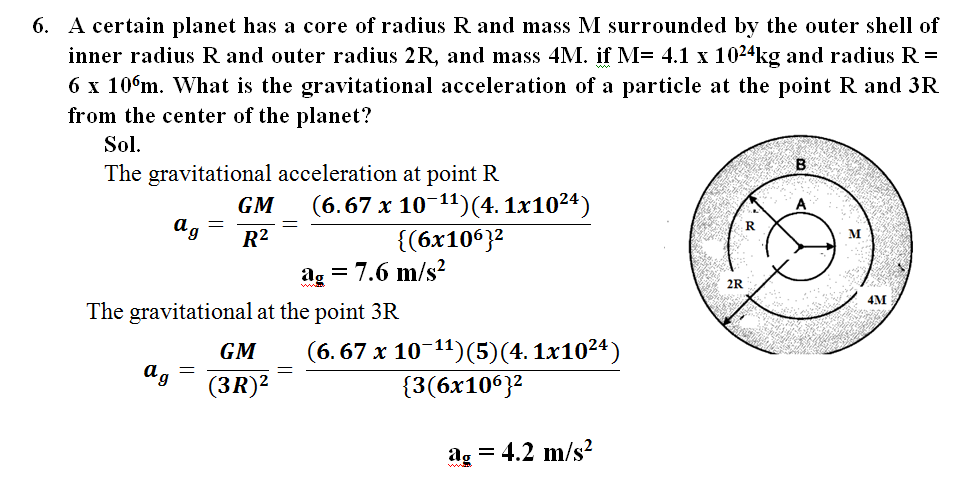 6. A certain planet has a core of radius R and mass M surrounded by the outer shell of
inner radius R and outer radius 2R, and mass 4M. if M= 4.1 x 10²⁴kg and radius R =
6 x 10⁶m. What is the gravitational acceleration of a particle at the point R and 3R
from the center of the planet?
Sol.
The gravitational acceleration at point R
a_g = GM / R² = (6.67 x 10⁻¹¹)(4.1x10²⁴) / {(6x10⁶}²
a_g = 7.6 m/s²
The gravitational at the point 3R
a_g = GM / (3R)² = (6.67 x 10⁻¹¹)(5)(4.1x10²⁴) / {3(6x10⁶}²
a_g = 4.2 m/s²
B
A
R
M
2R
4M